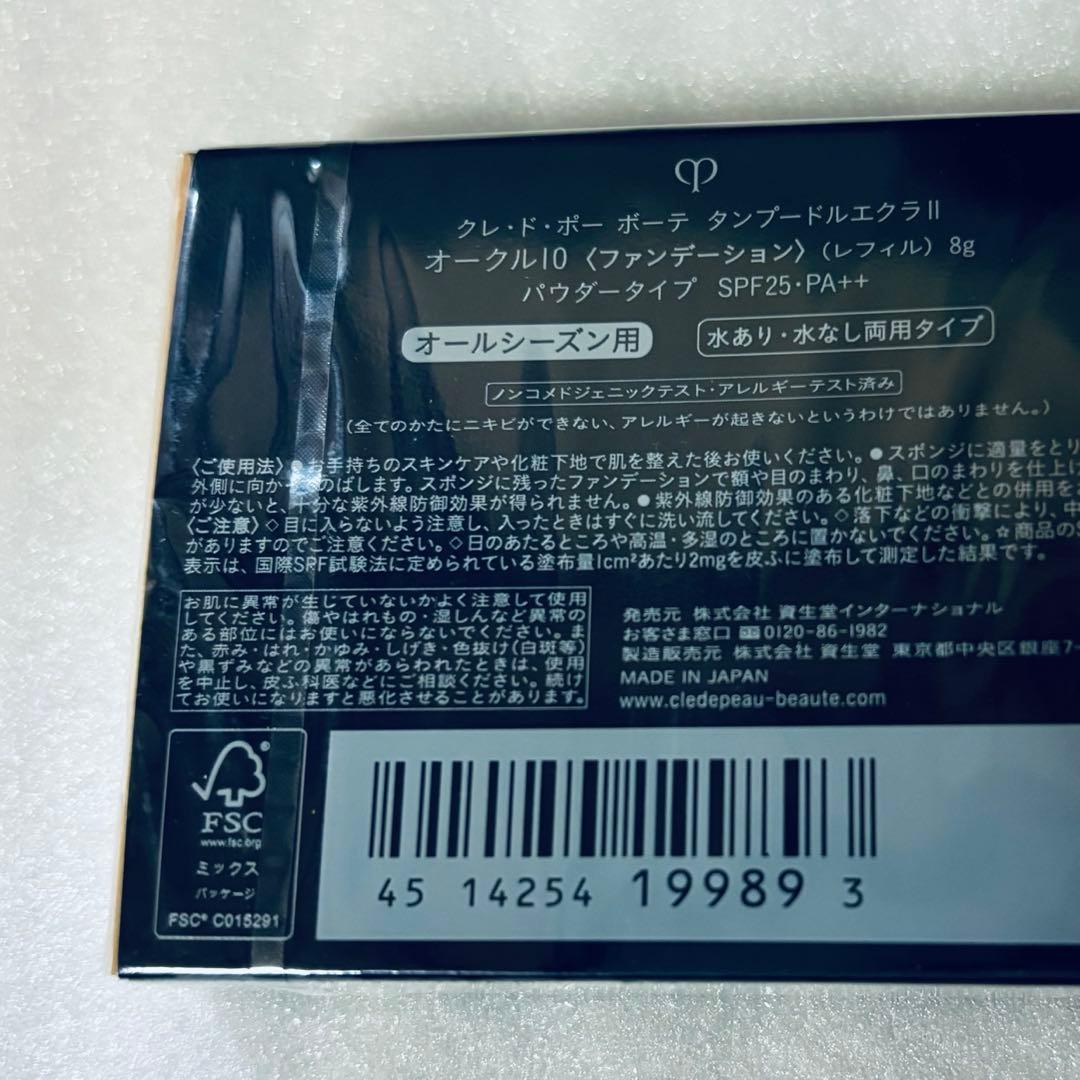 クレ・ド・ポー ボーテ タンプードルエクラⅡ
オークル10〈ファンデーション〉(レフィル) 8g
パウダータイプ SPF25・PA++
オールシーズン用
水あり・水なし両用タイプ
ノンコメドジェニックテスト・アレルギーテスト済み
(全てのかたにニキビができない、アレルギーが起きないというわけではありません。)
〈ご使用法〉●お手持ちのスキンケアや化粧下地で肌を整えた後お使いください。●スポンジに適量をとり
外側に向かってのばします。スポンジに残ったファンデーションで額や目のまわり、鼻、口のまわりを仕上げ
が少ないと、十分な紫外線防御効果が得られません。●紫外線防御効果のある化粧下地などとの併用を
〈ご注意〉◇目に入らないよう注意し、入ったときはすぐに洗い流してください。◇落下などの衝撃により、中
がありますのでご注意ください。◇日のあたるところや高温・多湿のところに置かないでください。☆商品のS
表示は、国際SPF試験法に定められている塗布量1cm²あたり2mgを皮ふに塗布して測定した結果です。
お肌に異常が生じていないかよく注意して使用
してください。傷やはれもの・湿しんなど異常の
ある部位にはお使いにならないでください。ま
た、赤み・はれ・かゆみ・しげき・色抜け(白斑等)
や黒ずみなどの異常があらわれたときは、使用
を中止し、皮ふ科医などにご相談ください。続け
てお使いになりますと悪化させることがあります。
発売元 株式会社 資生堂インターナショナル
お客さま窓口 0120-86-1982
製造販売元 株式会社 資生堂 東京都中央区銀座7-
MADE IN JAPAN
www.cledepeau-beaute.com
FSC
www.fsc.org
ミックス
パッケージ
FSC® C015291
45 14254 19989 3